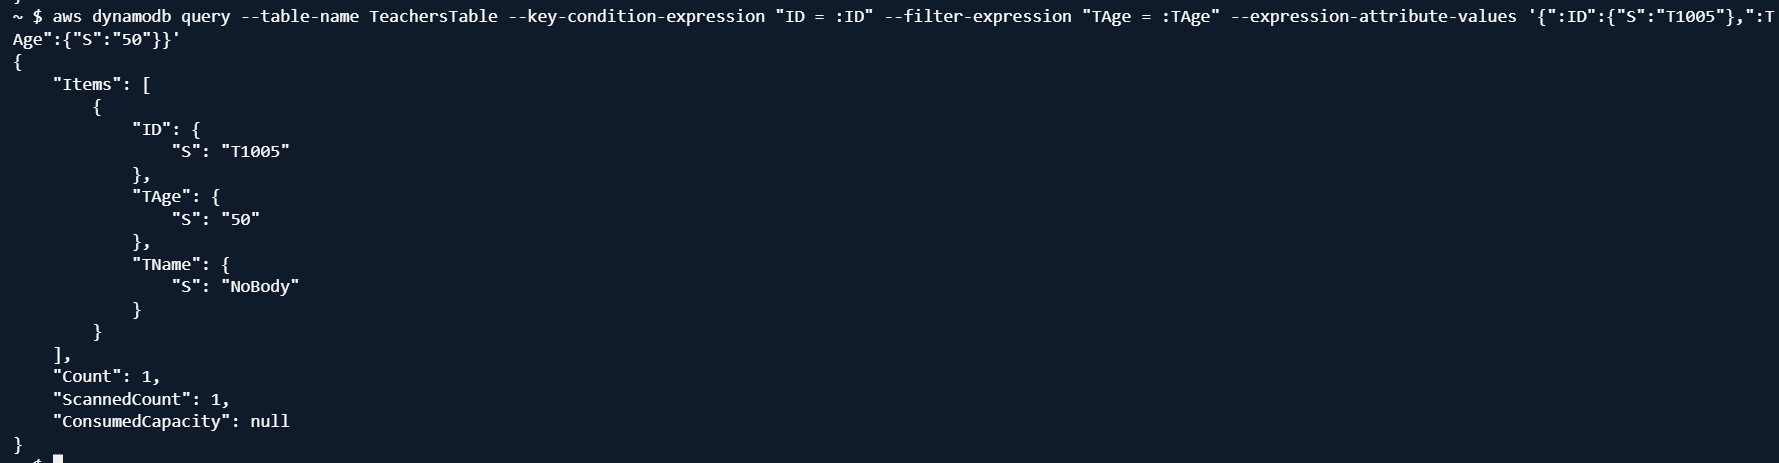 ~ $ aws dynamodb query --table-name TeachersTable --key-condition-expression "ID = :ID" --filter-expression "TAge = :TAge" --expression-attribute-values '{":ID":{"S":"T1005"},":T
Age":{"S":"50"}}'
{
    "Items": [
        {
            "ID": {
                "S": "T1005"
            },
            "TAge": {
                "S": "50"
            },
            "TName": {
                "S": "NoBody"
            }
        }
    ],
    "Count": 1,
    "ScannedCount": 1,
    "ConsumedCapacity": null
}